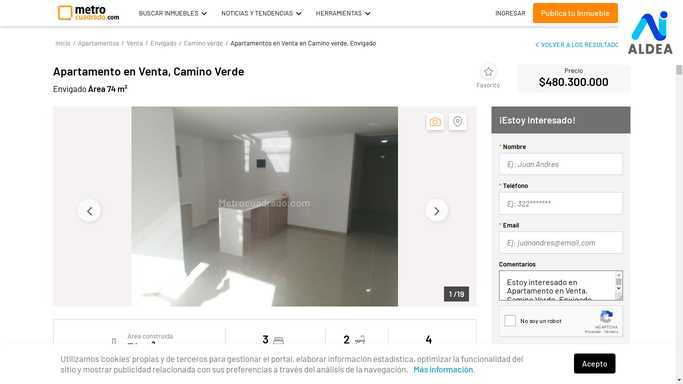 metro
cuadrado.com
BUSCAR INMUEBLES
NOTICIAS Y TENDENCIAS
HERRAMIENTAS
INGRESAR
Publica tu Inmueble
ALDEA
Inicio / Apartamentos / Venta / Envigado / Camino verde / Apartamentos en Venta en Camino verde, Envigado
VOLVER A LOS RESULTADO
Apartamento en Venta, Camino Verde
Envigado Área 74 m²
Favorito
Precio
$480.300.000
Metrocuadrado.com
1 /19
¡Estoy Interesado!
* Nombre
Ej: Juan Andres
* Teléfono
Ej: 322*******
* Email
Ej: juanandres@email.com
Comentarios
Estoy interesado en
Apartamento en Venta,
Camino Verde, Envigado
No soy un robot
reCAPTCHA
Privacidad - Términos
Área construida
3
2
4
Utilizamos 'cookies' propias y de terceros para gestionar el portal, elaborar información estadística, optimizar la funcionalidad del
sitio y mostrar publicidad relacionada con sus preferencias a través del análisis de la navegación. Más información.
Acepto